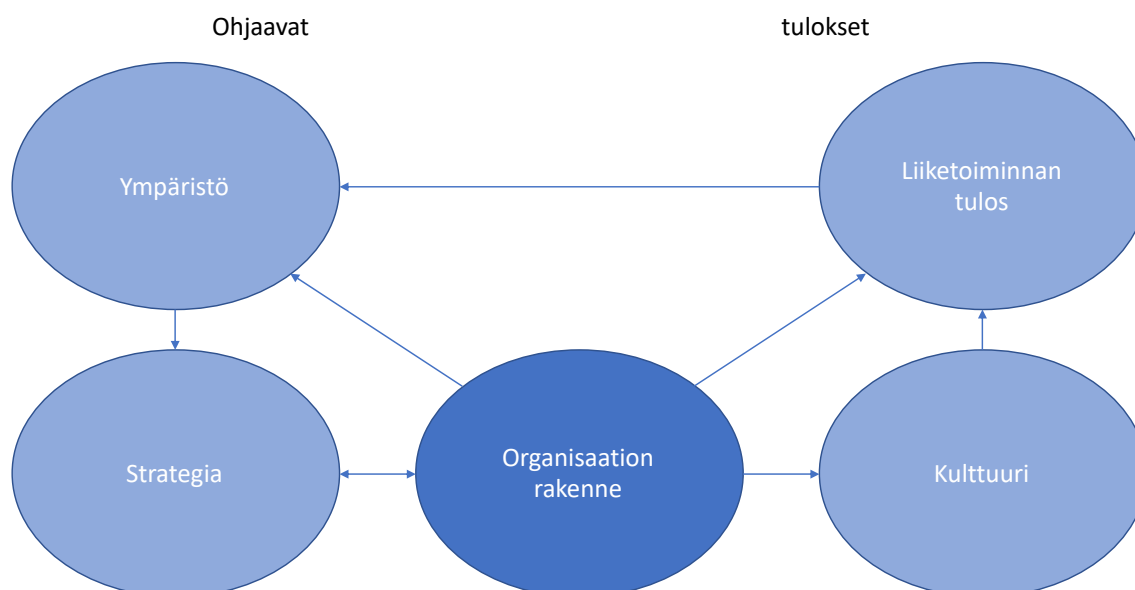 Ohjaavat
tulokset
Ympäristö
Liiketoiminnan
tulos
Strategia
Organisaation
rakenne
Kulttuuri